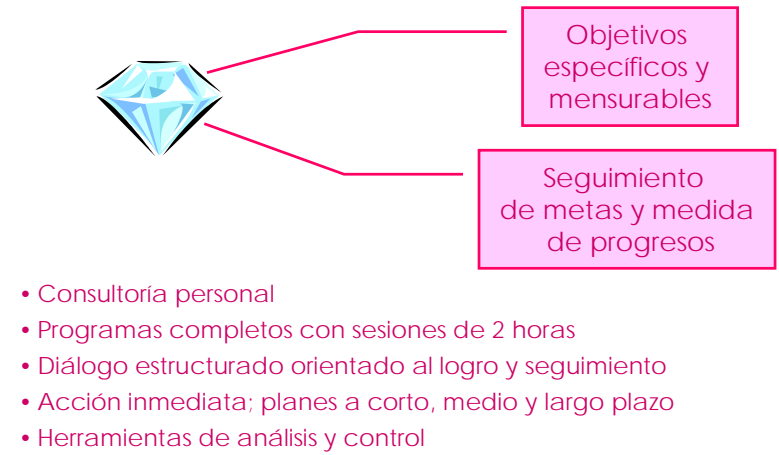 Objetivos
específicos y
mensurables
Seguimiento
de metas y medida
de progresos
• Consultoría personal
• Programas completos con sesiones de 2 horas
• Diálogo estructurado orientado al logro y seguimiento
• Acción inmediata; planes a corto, medio y largo plazo
• Herramientas de análisis y control